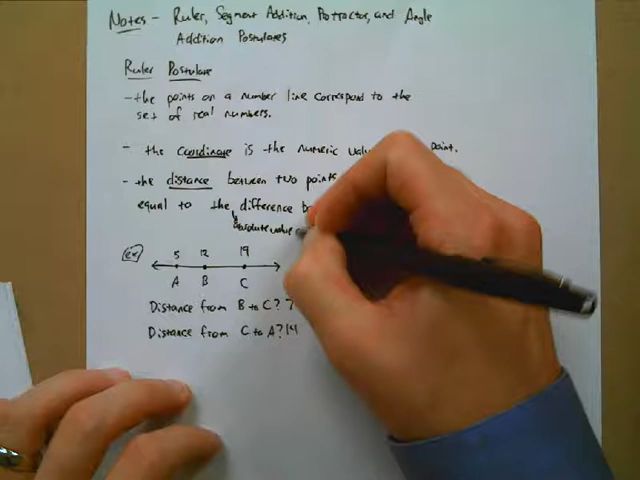 Notes - Ruler, Segment Addition, Protractor, and Angle
Addition Postulates
Ruler Postulate
- the points on a number line correspond to the
set of real numbers.
- the coordinate is the numeric point.
- the distance between two points
equal to the difference
absolute value
ex
5 12 19
A B C
Distance from B to C? 7
Distance from C to A? 14